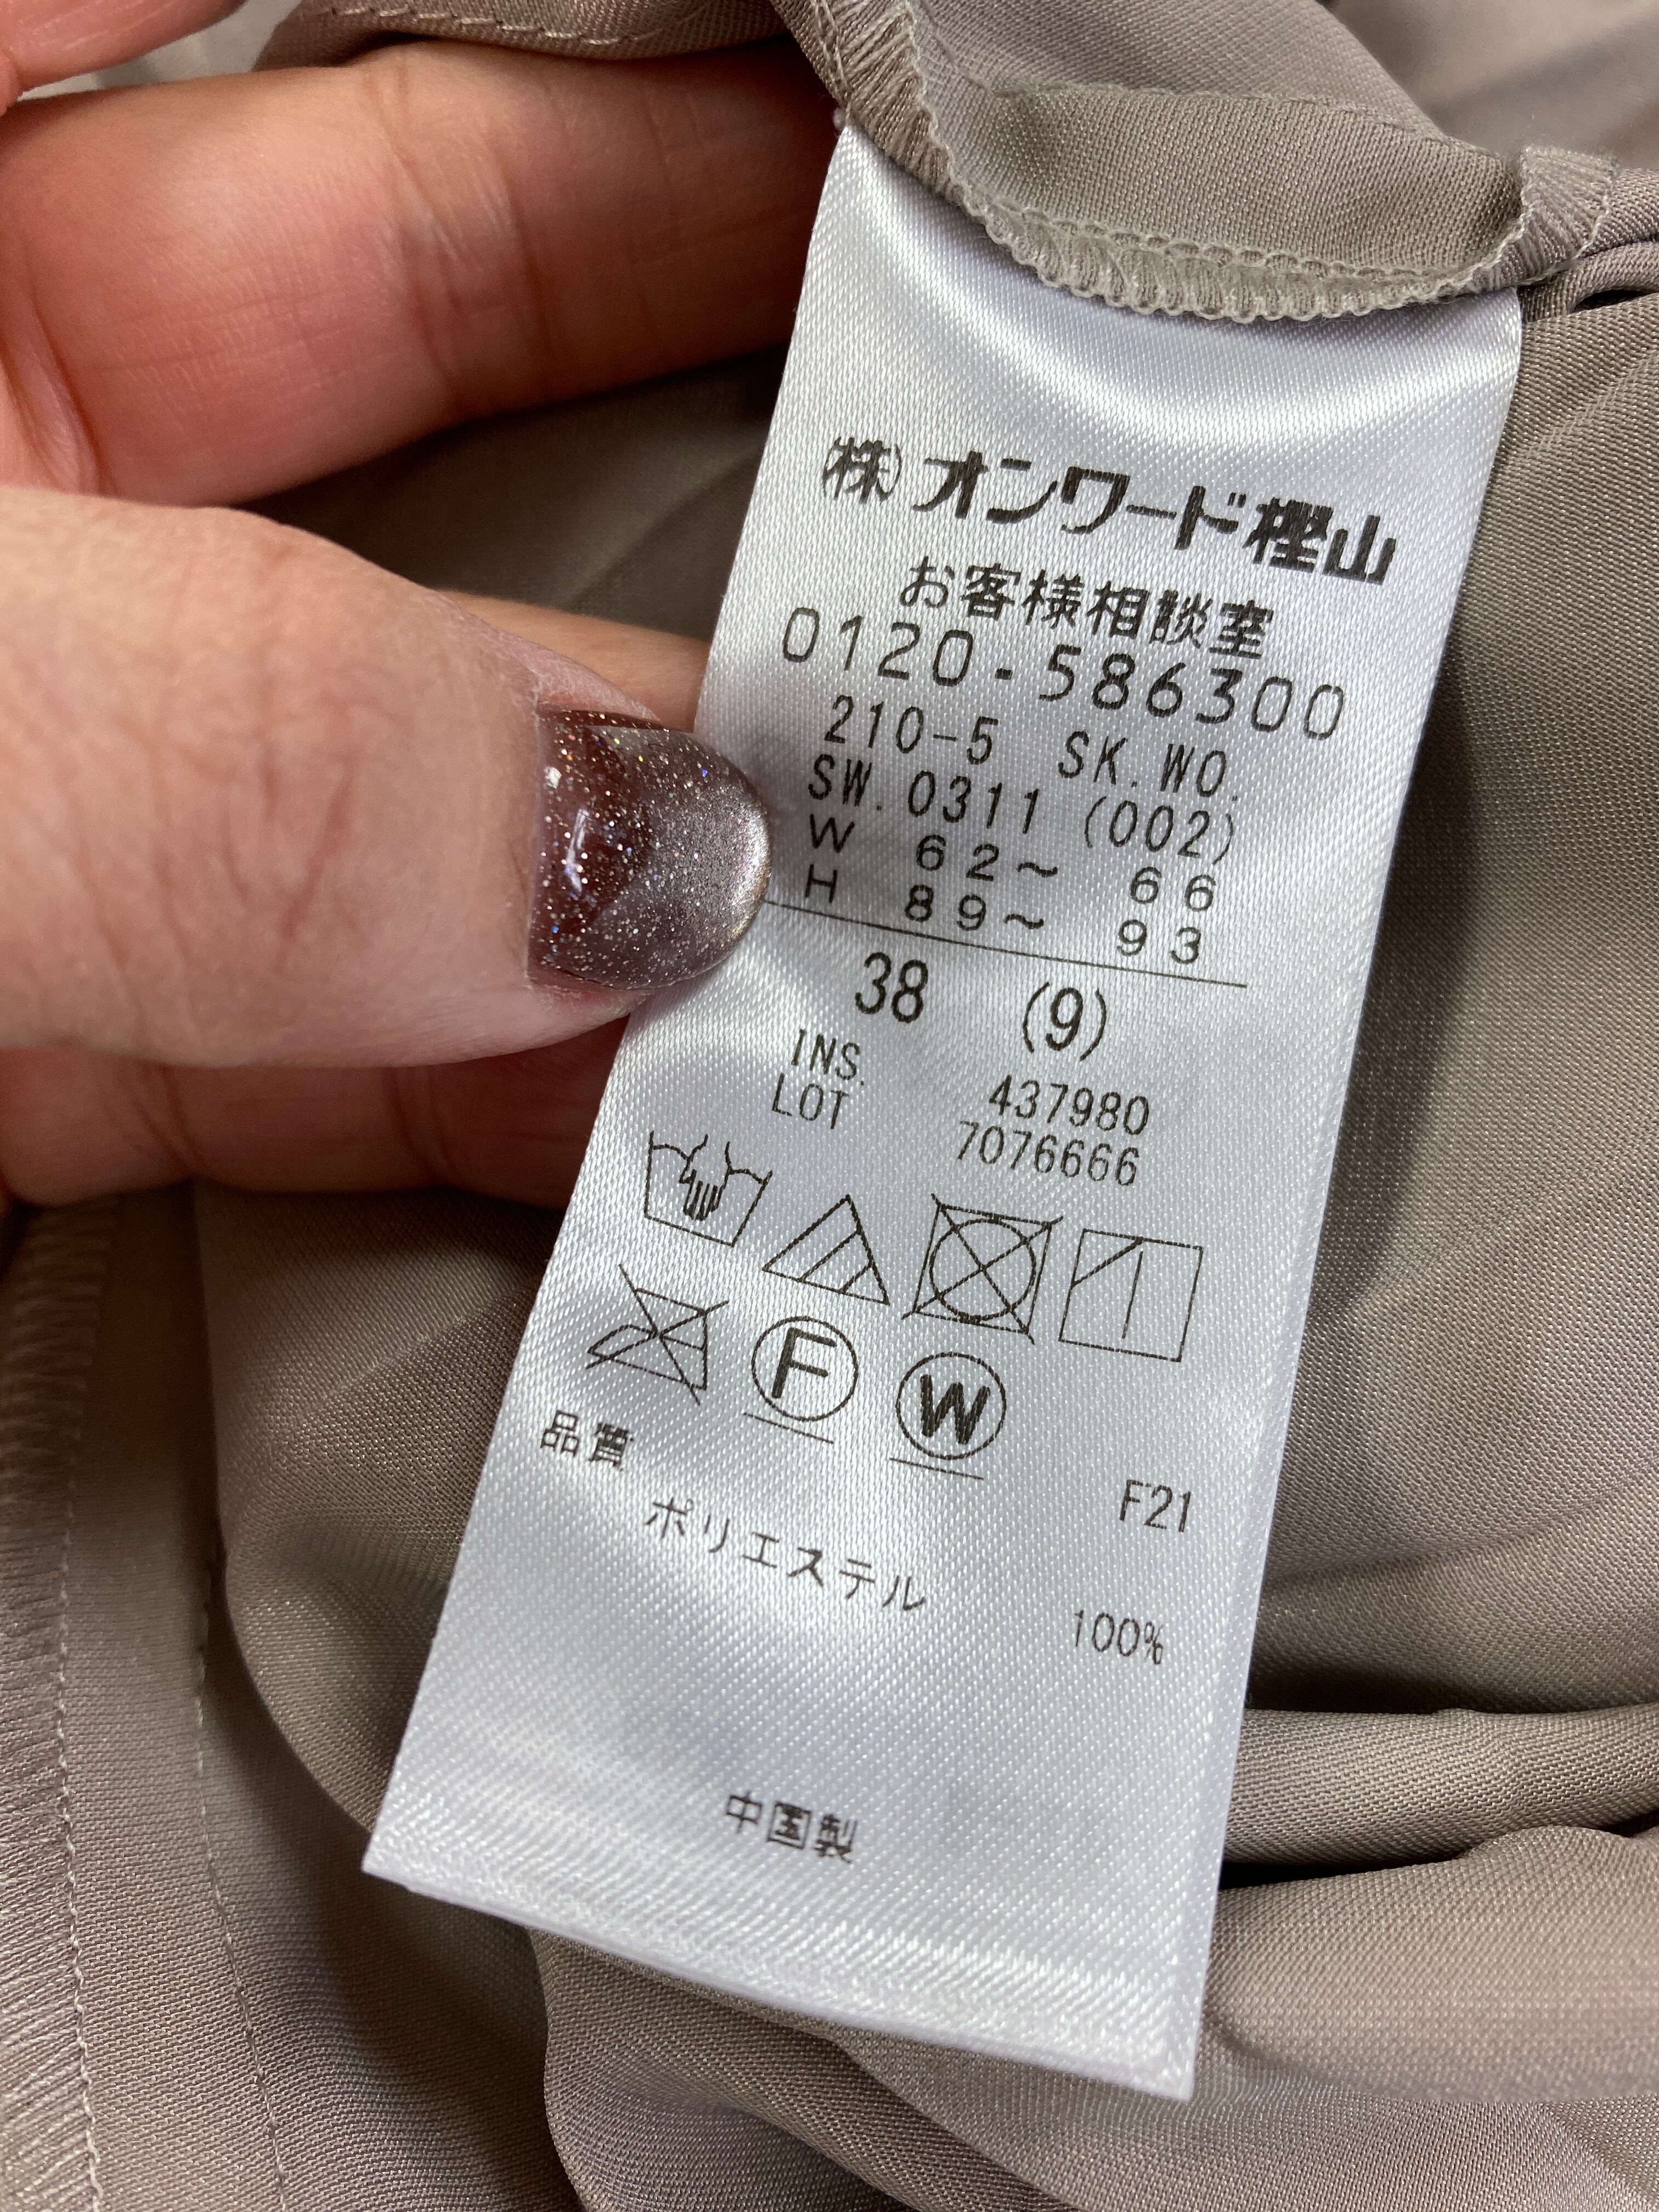 ㈱オンワード樫山
お客様相談室
0120-586300
210-5 SK.WO.
SW.0311 (002)
W 62～ 66
H 89～ 93
38 (9)
INS. 437980
LOT 7076666
F W
品質 F21
ポリエステル 100%
中国製